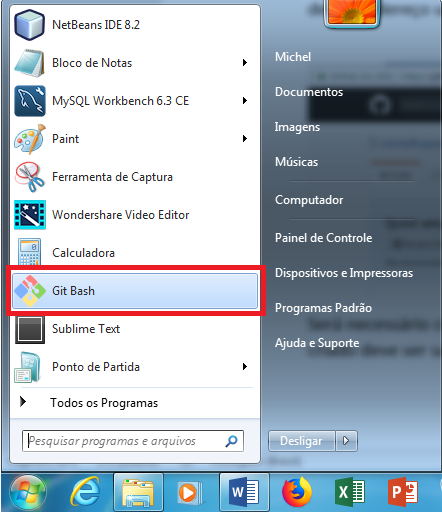 NetBeans IDE 8.2
Bloco de Notas
MySQL Workbench 6.3 CE
Paint
Ferramenta de Captura
Wondershare Video Editor
Calculadora
Git Bash
Sublime Text
Ponto de Partida
Todos os Programas
Pesquisar programas e arquivos
Michel
Documentos
Imagens
Músicas
Computador
Painel de Controle
Dispositivos e Impressoras
Programas Padrão
Ajuda e Suporte
Desligar